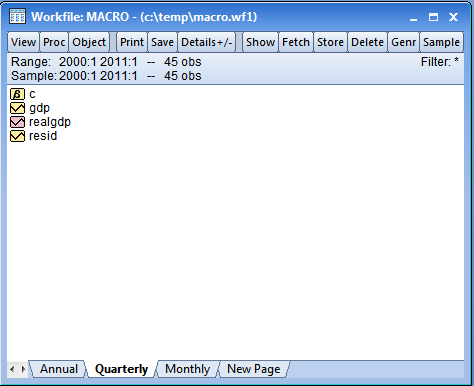 Workfile: MACRO - (c:\temp\macro.wf1)
View Proc Object Print Save Details+/- Show Fetch Store Delete Genr Sample
Range: 2000:1 2011:1 -- 45 obs Filter: *
Sample: 2000:1 2011:1 -- 45 obs
β c
gdp
realgdp
resid
Annual Quarterly Monthly New Page